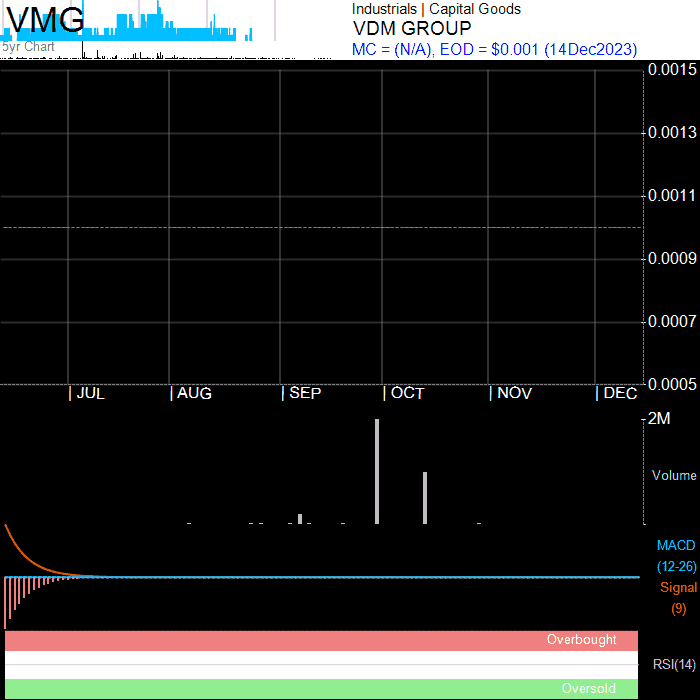 VMG
5yr Chart
Industrials | Capital Goods
VDM GROUP
MC = (N/A), EOD = $0.001 (14Dec2023)
0.0015
0.0013
0.0011
0.0009
0.0007
0.0005
| JUL | AUG | SEP | OCT | NOV | DEC
2M
Volume
MACD
(12-26)
Signal
(9)
Overbought
RSI(14)
Oversold